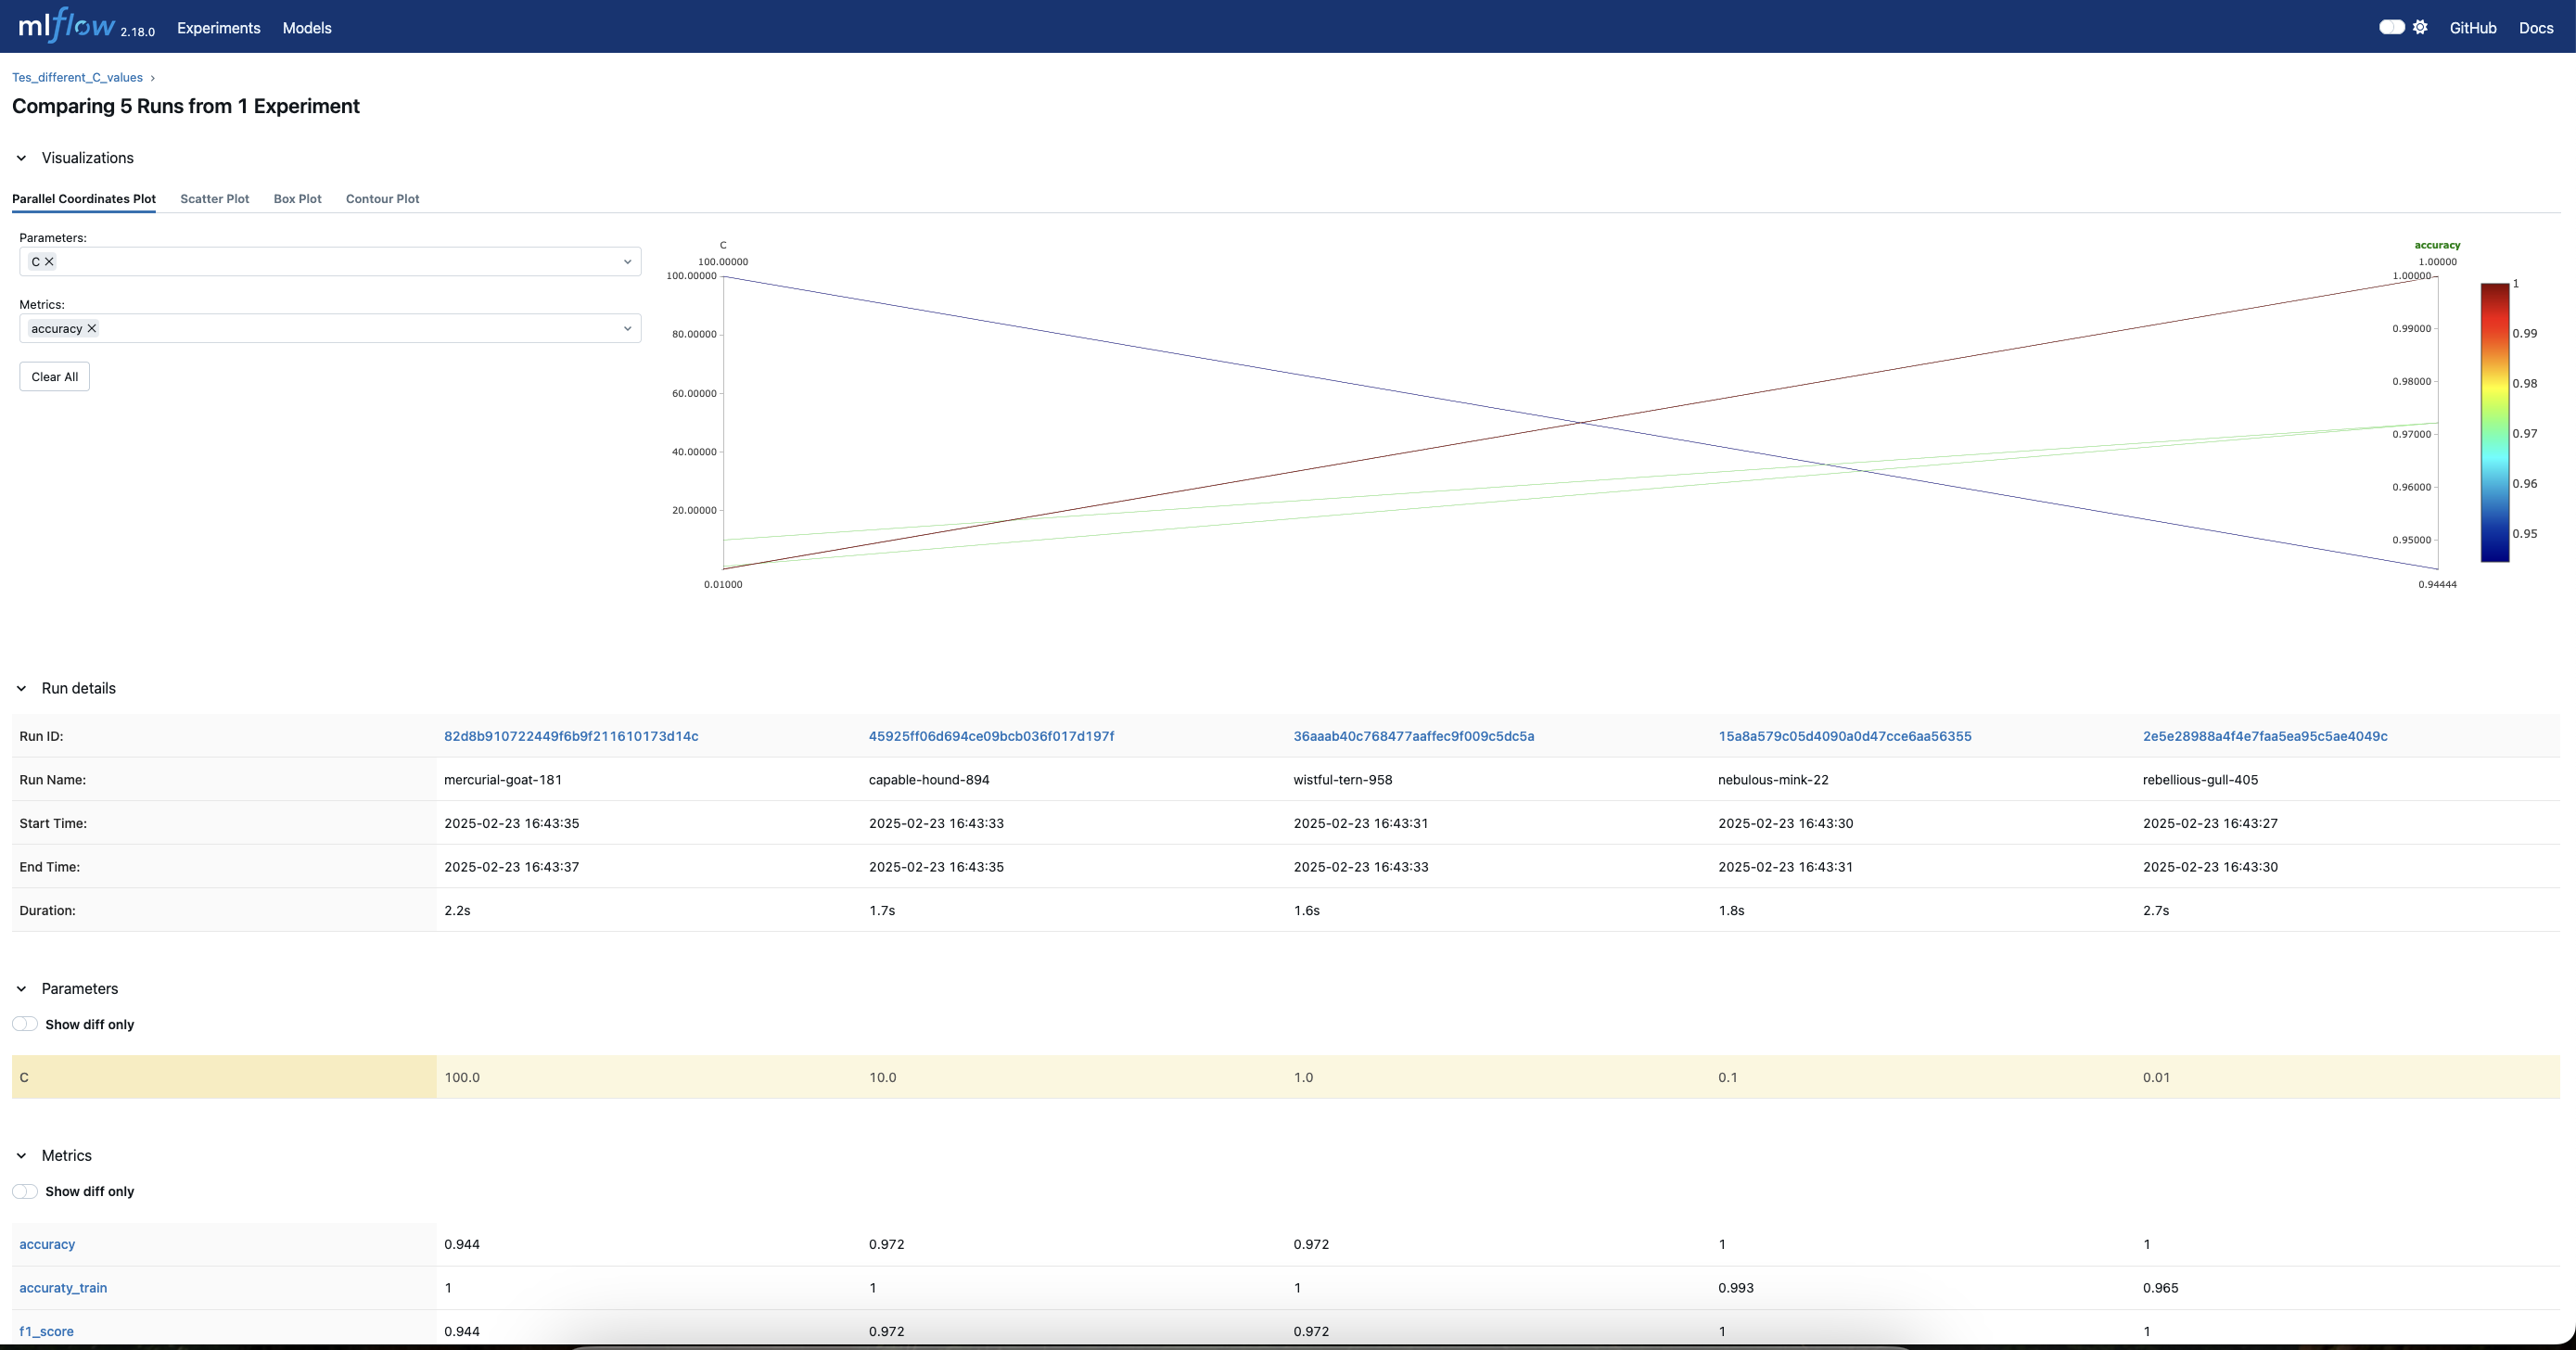 mlflow 2.18.0 Experiments Models GitHub Docs
Tes_different_C_values ›
Comparing 5 Runs from 1 Experiment
Visualizations
Parallel Coordinates Plot Scatter Plot Box Plot Contour Plot
Parameters:
C
Metrics:
accuracy
Clear All
C
100.00000
100.00000
80.00000
60.00000
40.00000
20.00000
0.01000
accuracy
1.00000
1.00000
0.99000
0.98000
0.97000
0.96000
0.95000
0.94444
1
0.99
0.98
0.97
0.96
0.95
Run details
Run ID: 82d8b910722449f6b9f211610173d14c 45925ff06d694ce09bcb036f017d197f 36aaab40c768477aaffec9f009c5dc5a 15a8a579c05d4090a0d47cce6aa56355 2e5e28988a4f4e7faa5ea95c5ae4049c
Run Name: mercurial-goat-181 capable-hound-894 wistful-tern-958 nebulous-mink-22 rebellious-gull-405
Start Time: 2025-02-23 16:43:35 2025-02-23 16:43:33 2025-02-23 16:43:31 2025-02-23 16:43:30 2025-02-23 16:43:27
End Time: 2025-02-23 16:43:37 2025-02-23 16:43:35 2025-02-23 16:43:33 2025-02-23 16:43:31 2025-02-23 16:43:30
Duration: 2.2s 1.7s 1.6s 1.8s 2.7s
Parameters
Show diff only
C 100.0 10.0 1.0 0.1 0.01
Metrics
Show diff only
accuracy 0.944 0.972 0.972 1 1
accuraty_train 1 1 1 0.993 0.965
f1_score 0.944 0.972 0.972 1 1